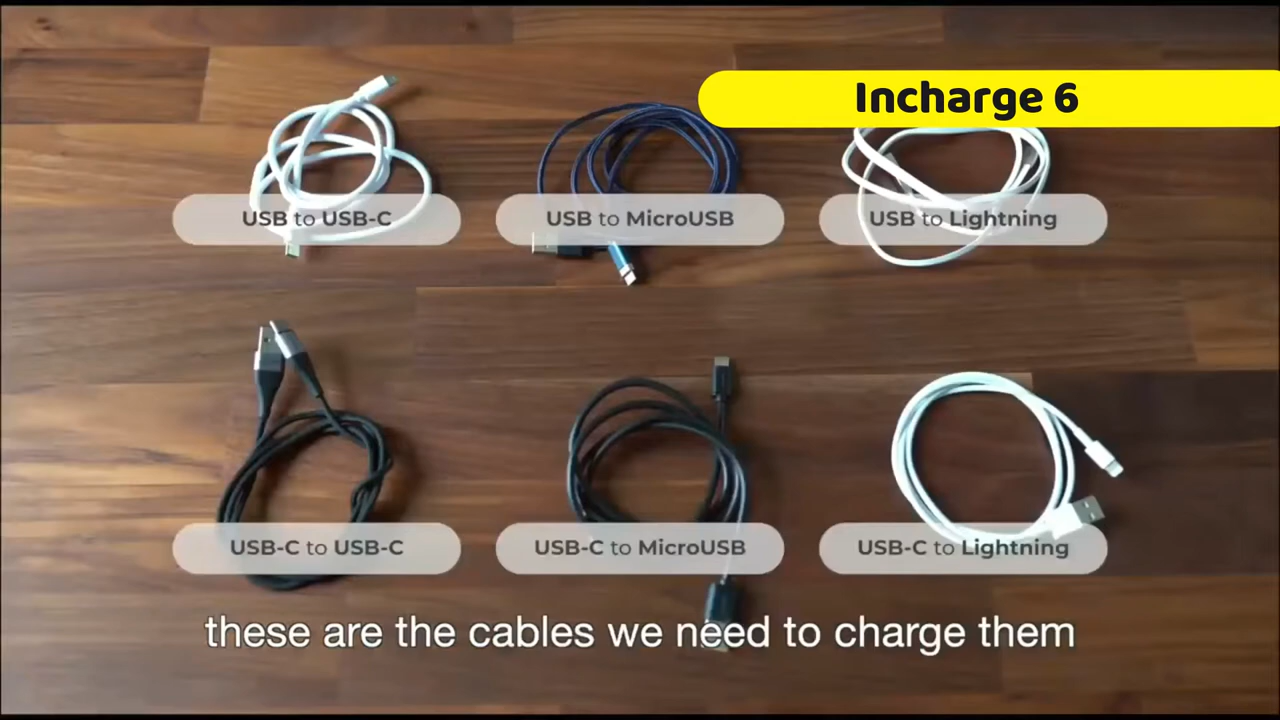 Incharge 6
USB to USB-C
USB to MicroUSB
USB to Lightning
USB-C to USB-C
USB-C to MicroUSB
USB-C to Lightning
these are the cables we need to charge them